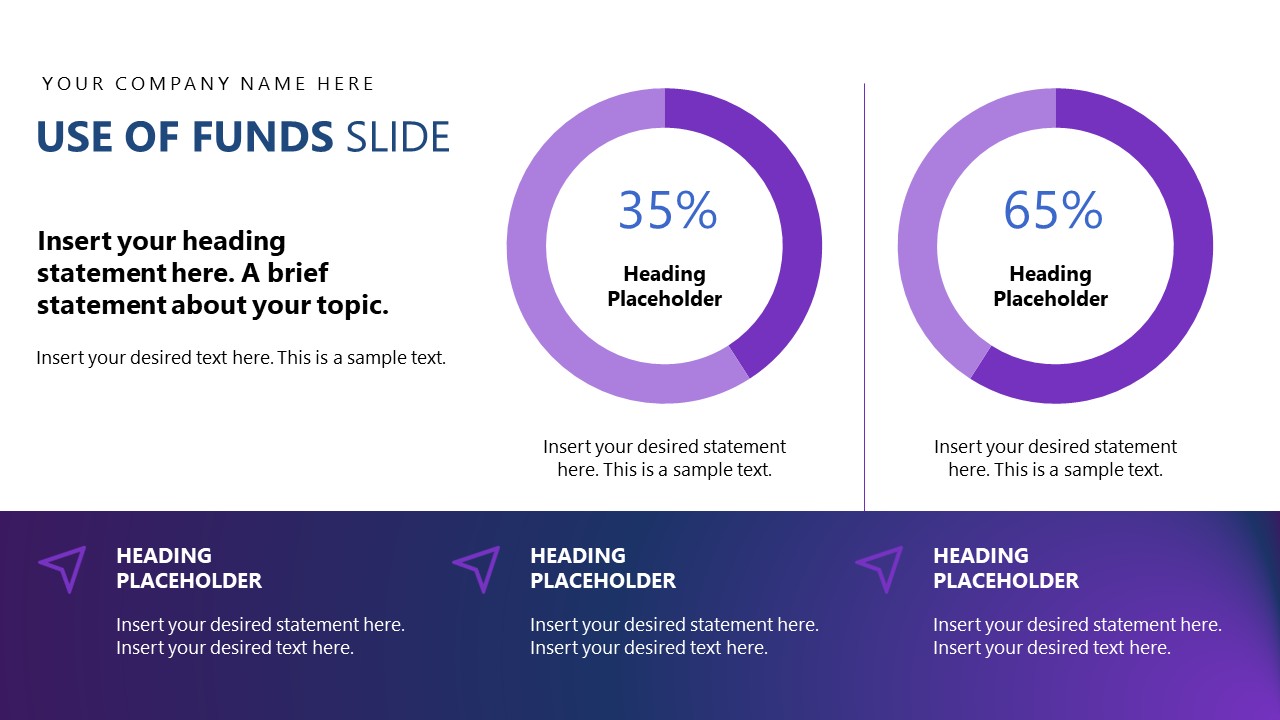 YOUR COMPANY NAME HERE
USE OF FUNDS SLIDE
Insert your heading
statement here. A brief
statement about your topic.
Insert your desired text here. This is a sample text.
35%
Heading
Placeholder
Insert your desired statement
here. This is a sample text.
65%
Heading
Placeholder
Insert your desired statement
here. This is a sample text.
HEADING
PLACEHOLDER
Insert your desired statement here.
Insert your desired text here.
HEADING
PLACEHOLDER
Insert your desired statement here.
Insert your desired text here.
HEADING
PLACEHOLDER
Insert your desired statement here.
Insert your desired text here.